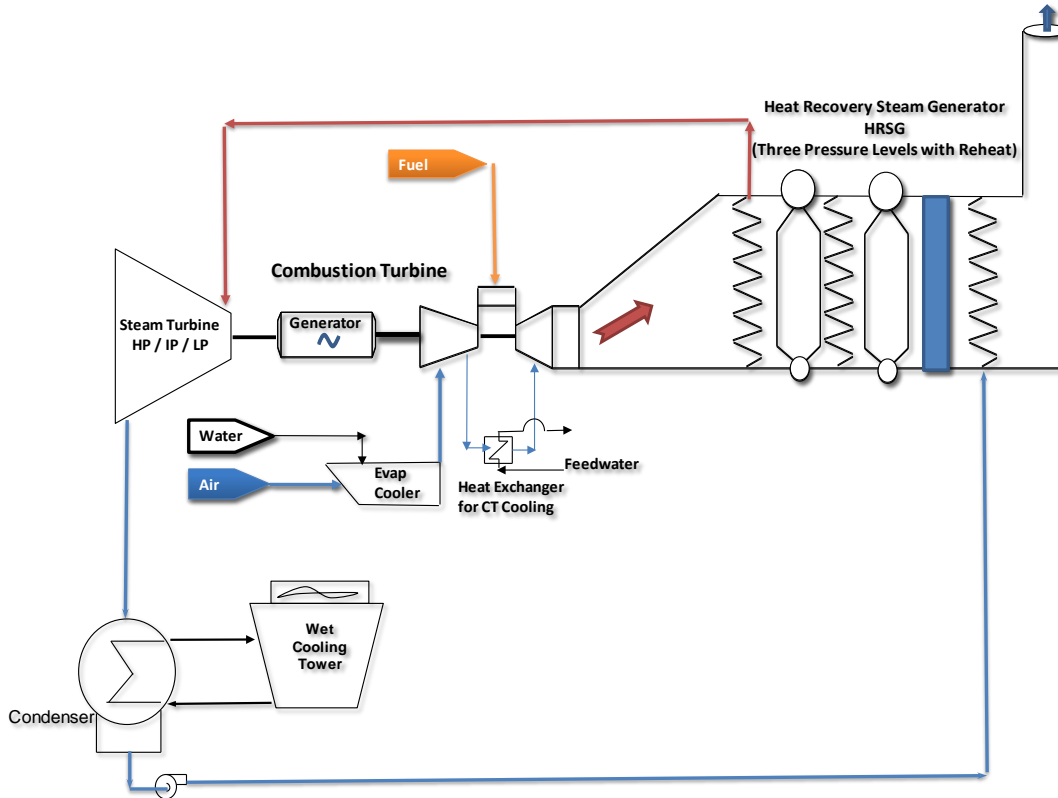 Heat Recovery Steam Generator
HRSG
(Three Pressure Levels with Reheat)
Fuel
Combustion Turbine
Steam Turbine
HP / IP / LP
Generator
Water
Air
Evap
Cooler
Feedwater
Heat Exchanger
for CT Cooling
Wet
Cooling
Tower
Condenser